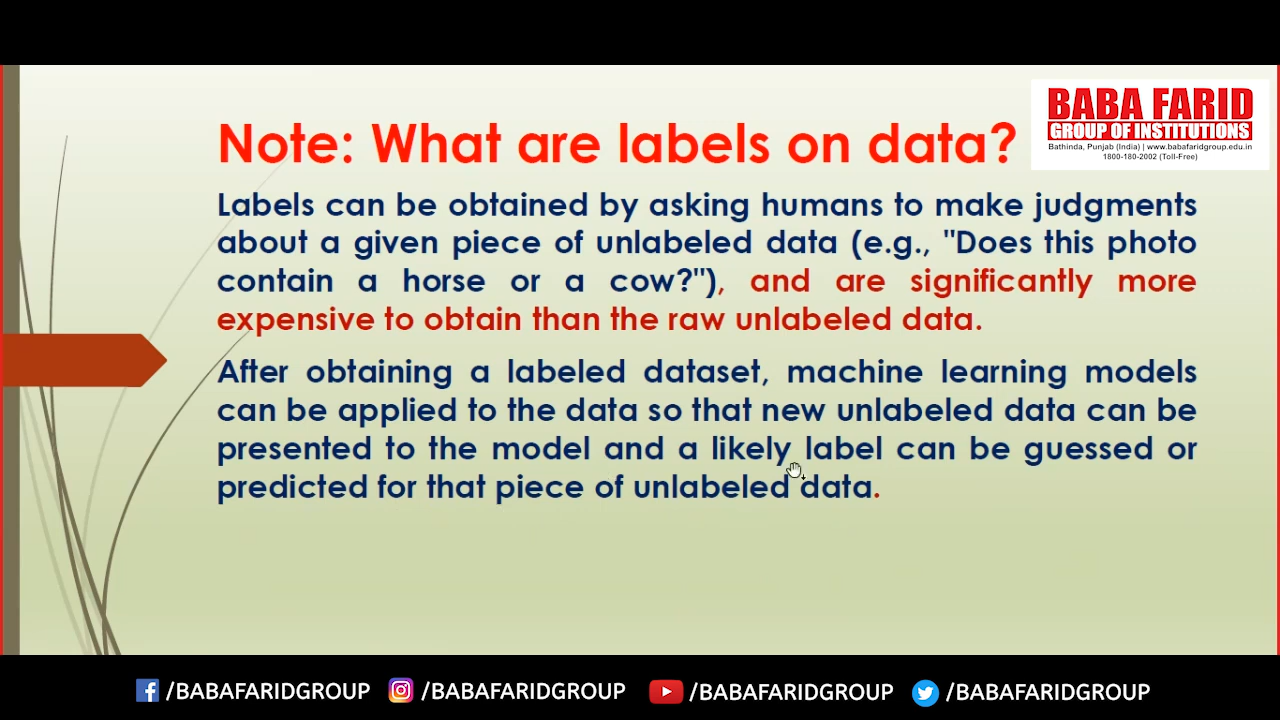 BABA FARID
GROUP OF INSTITUTIONS
Bathinda, Punjab (India) | www.babafaridgroup.edu.in
1800-180-2002 (Toll-Free)
Note: What are labels on data?
Labels can be obtained by asking humans to make judgments
about a given piece of unlabeled data (e.g., "Does this photo
contain a horse or a cow?"), and are significantly more
expensive to obtain than the raw unlabeled data.
After obtaining a labeled dataset, machine learning models
can be applied to the data so that new unlabeled data can be
presented to the model and a likely label can be guessed or
predicted for that piece of unlabeled data.
/BABAFARIDGROUP /BABAFARIDGROUP /BABAFARIDGROUP /BABAFARIDGROUP